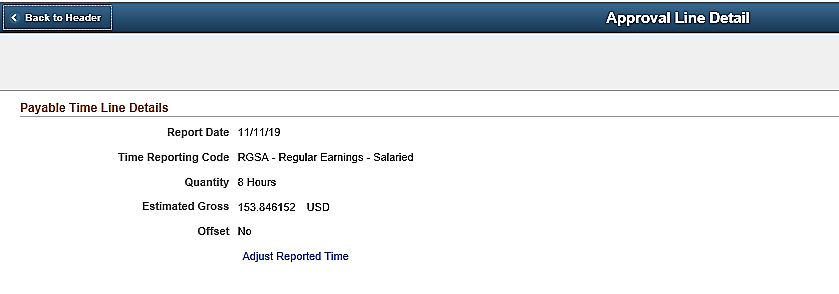 Back to Header
Approval Line Detail
Payable Time Line Details
Report Date 11/11/19
Time Reporting Code RGSA - Regular Earnings - Salaried
Quantity 8 Hours
Estimated Gross 153.846152 USD
Offset No
Adjust Reported Time